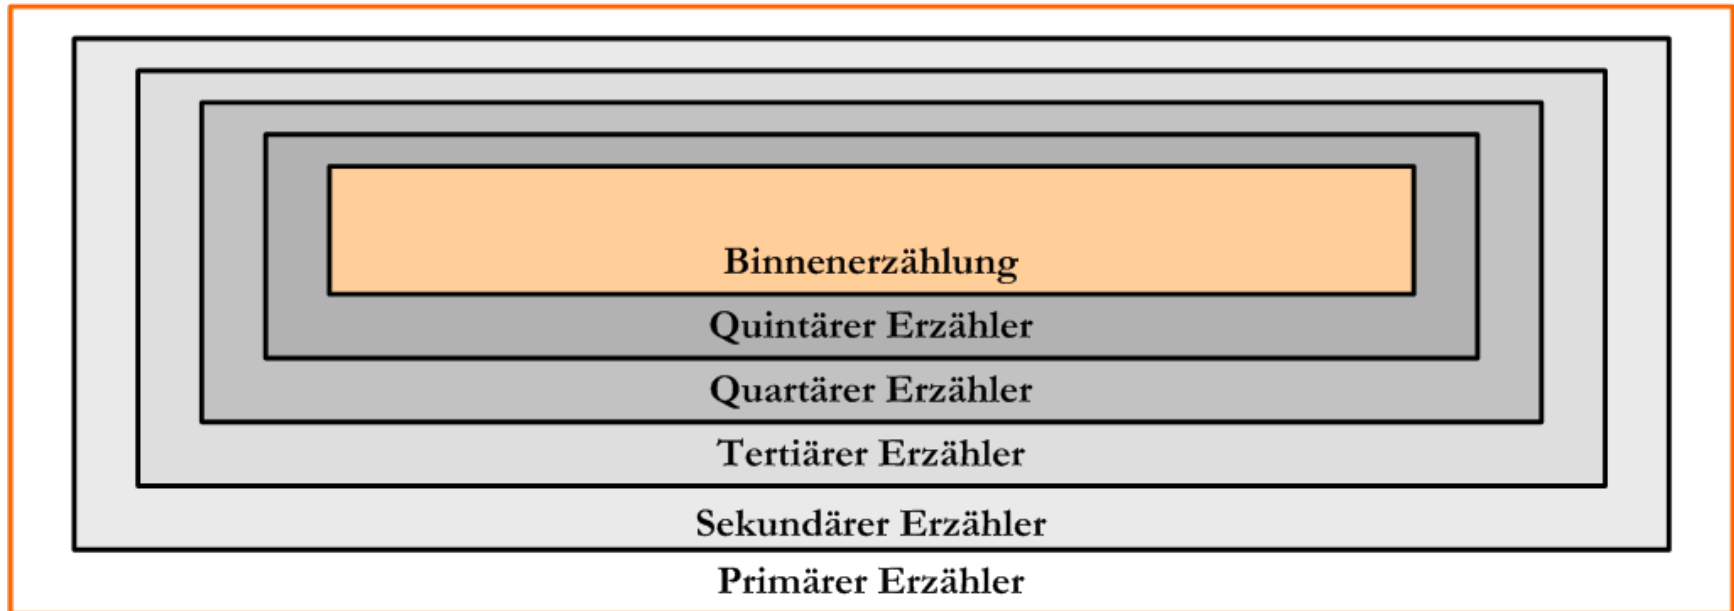 Binnenerzählung
Quintärer Erzähler
Quartärer Erzähler
Tertiärer Erzähler
Sekundärer Erzähler
Primärer Erzähler